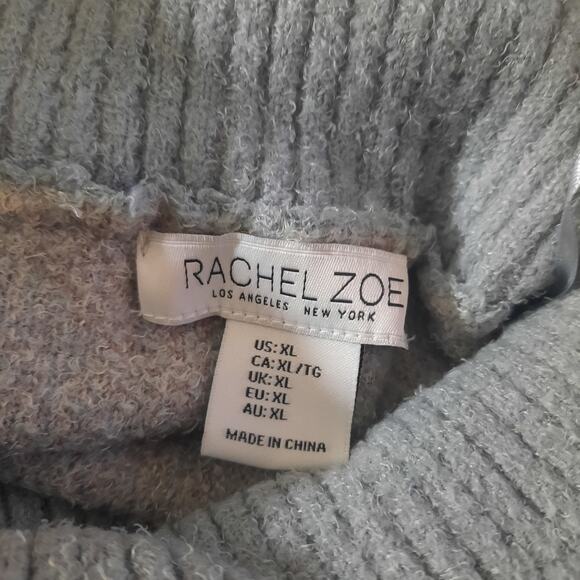 RACHEL ZOE
LOS ANGELES NEW YORK
US: XL
CA: XL/TG
UK: XL
EU: XL
AU: XL
MADE IN CHINA